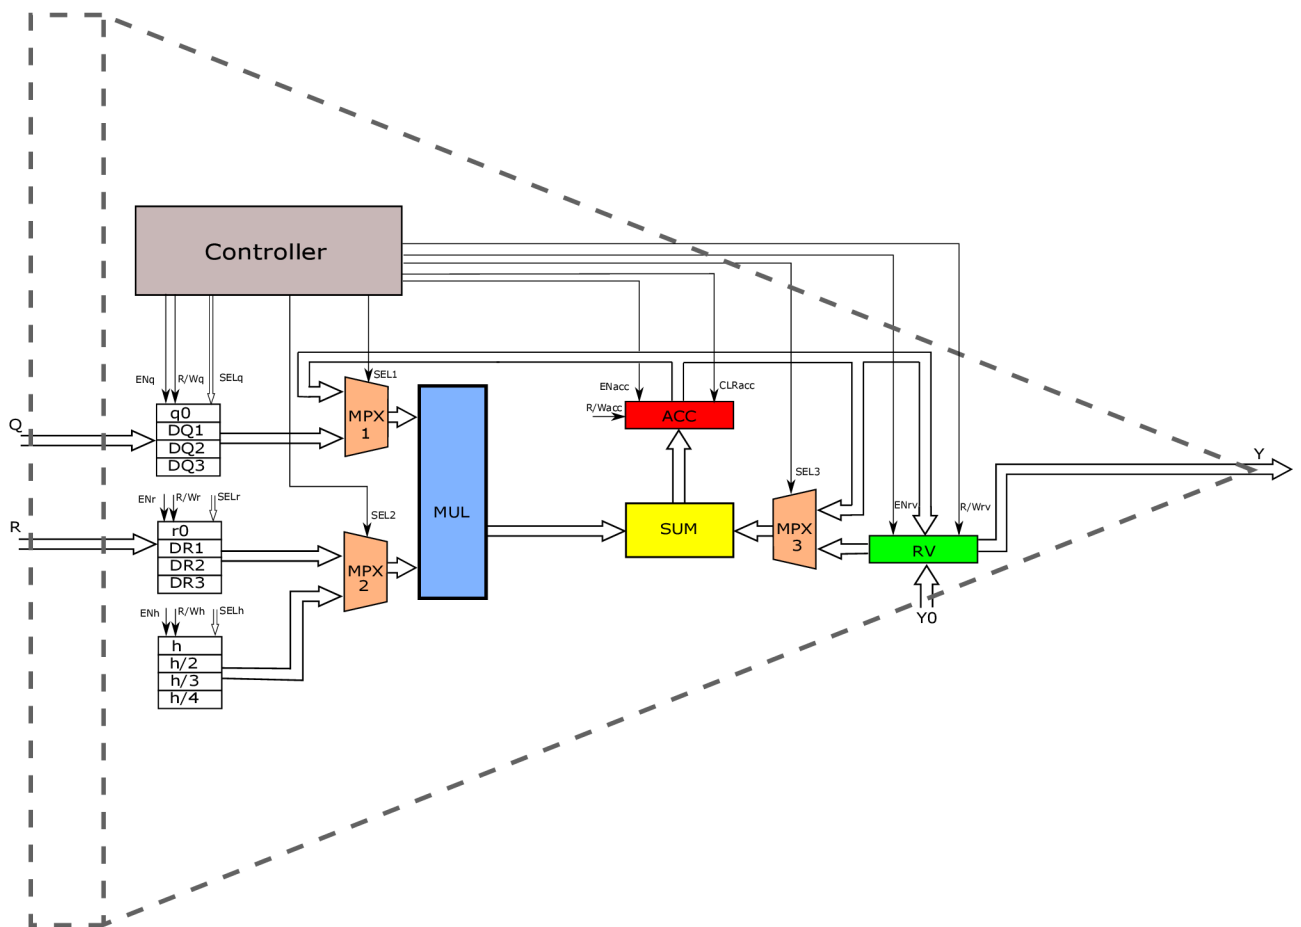 Controller
ENq
R/Wq
SELq
SEL1
ENacc
CLRacc
R/Wacc
Q
q0
DQ1
DQ2
DQ3
MPX
1
ACC
Y
SEL3
ENrv
R/Wrv
ENr
R/Wr
SELr
SEL2
R
r0
DR1
DR2
DR3
MPX
2
MUL
SUM
MPX
3
RV
Y0
ENh
R/Wh
SELh
h
h/2
h/3
h/4